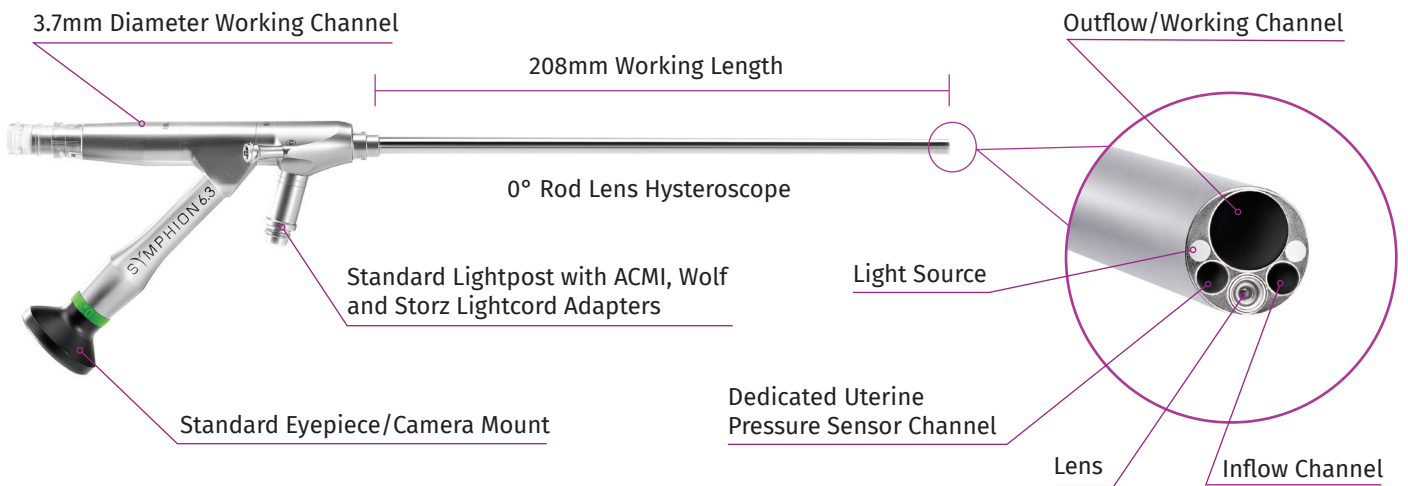 3.7mm Diameter Working Channel
Outflow/Working Channel
208mm Working Length
0° Rod Lens Hysteroscope
SYMPHION 6.3
Standard Lightpost with ACMI, Wolf
and Storz Lightcord Adapters
Light Source
Standard Eyepiece/Camera Mount
Dedicated Uterine
Pressure Sensor Channel
Lens
Inflow Channel